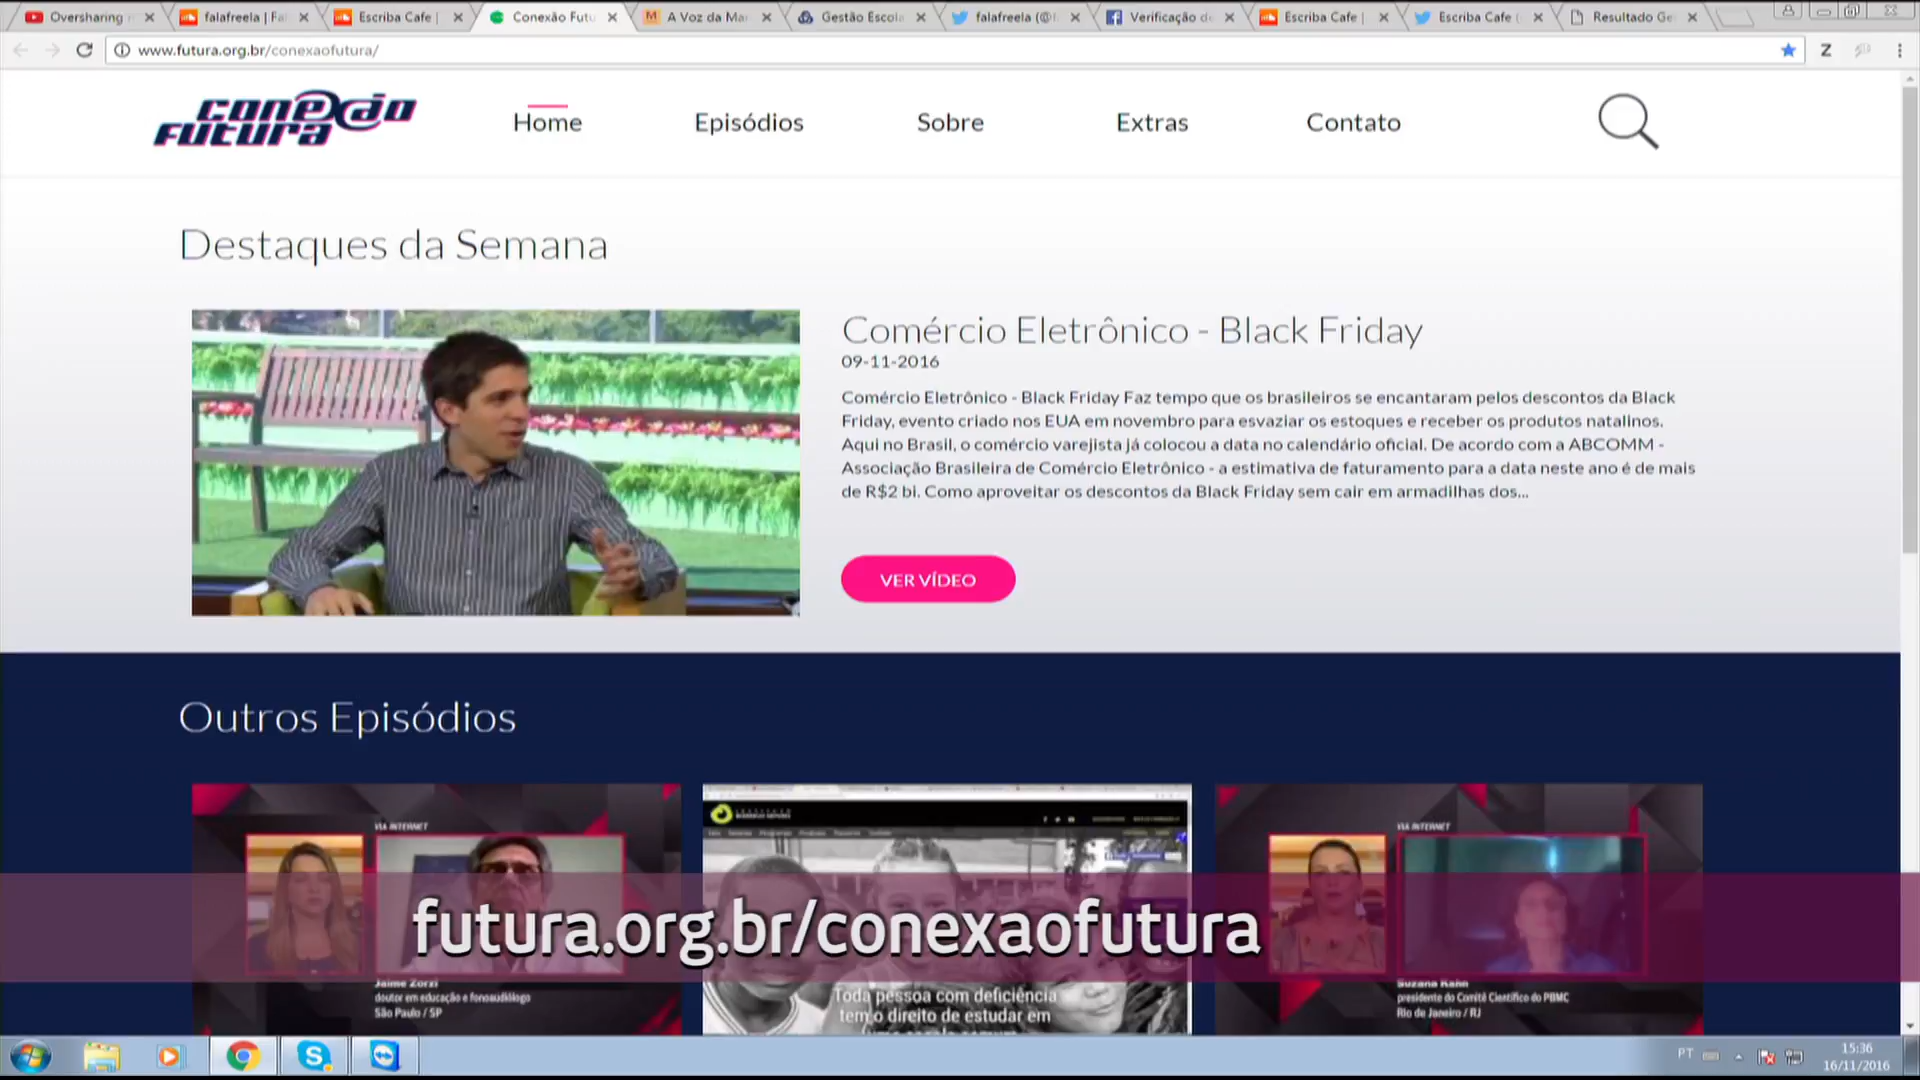 Overshari
falafreela | Fa
Escriba Cafe |
Conexão Futu
A Voz da Ma
Gestão Escola
falafreela (@
Verificação d
Escriba Cafe |
Escriba Cafe (
Resultado Ge
www.futura.org.br/conexaofutura/
conexão
futura
Home
Episódios
Sobre
Extras
Contato
Destaques da Semana
Comércio Eletrônico - Black Friday
09-11-2016
Comércio Eletrônico - Black Friday Faz tempo que os brasileiros se encantaram pelos descontos da Black
Friday, evento criado nos EUA em novembro para esvaziar os estoques e receber os produtos natalinos.
Aqui no Brasil, o comércio varejista já colocou a data no calendário oficial. De acordo com a ABCOMM -
Associação Brasileira de Comércio Eletrônico - a estimativa de faturamento para a data neste ano é de mais
de R$2 bi. Como aproveitar os descontos da Black Friday sem cair em armadilhas dos...
VER VÍDEO
Outros Episódios
VIA INTERNET
VIA INTERNET
futura.org.br/conexaofutura
Jaime Zorzi
doutor em educação e fonoaudiólogo
São Paulo / SP
Toda pessoa com deficiência
tem o direito de estudar em
Suzana Kahn
presidente do Comitê Científico do PBMC
Rio de Janeiro / RJ
PT
15:36
16/11/2016